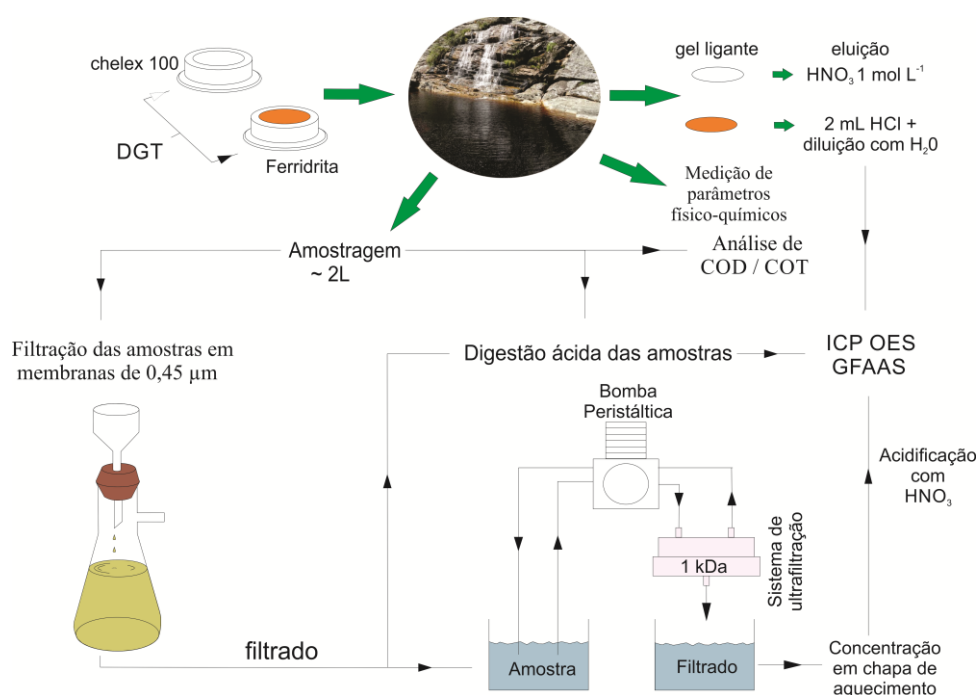 chelex 100
DGT
Ferridrita
gel ligante
eluição
HNO3 1 mol L-1
2 mL HCl +
diluição com H20
Medição de
parâmetros
físico-químicos
Amostragem
~ 2L
Análise de
COD / COT
Filtração das amostras em
membranas de 0,45 µm
Digestão ácida das amostras
ICP OES
GFAAS
Bomba
Peristáltica
Acidificação
com
HNO3
1 kDa
Sistema de
ultrafiltração
filtrado
Amostra
Filtrado
Concentração
em chapa de
aquecimento